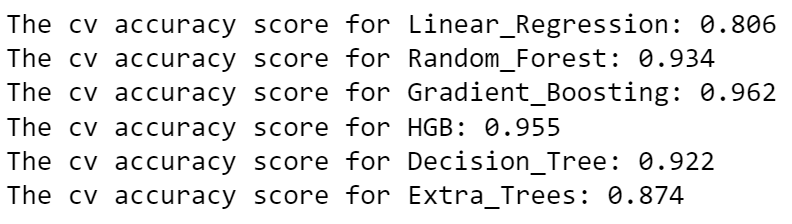 The cv accuracy score for Linear_Regression: 0.806
The cv accuracy score for Random_Forest: 0.934
The cv accuracy score for Gradient_Boosting: 0.962
The cv accuracy score for HGB: 0.955
The cv accuracy score for Decision_Tree: 0.922
The cv accuracy score for Extra_Trees: 0.874